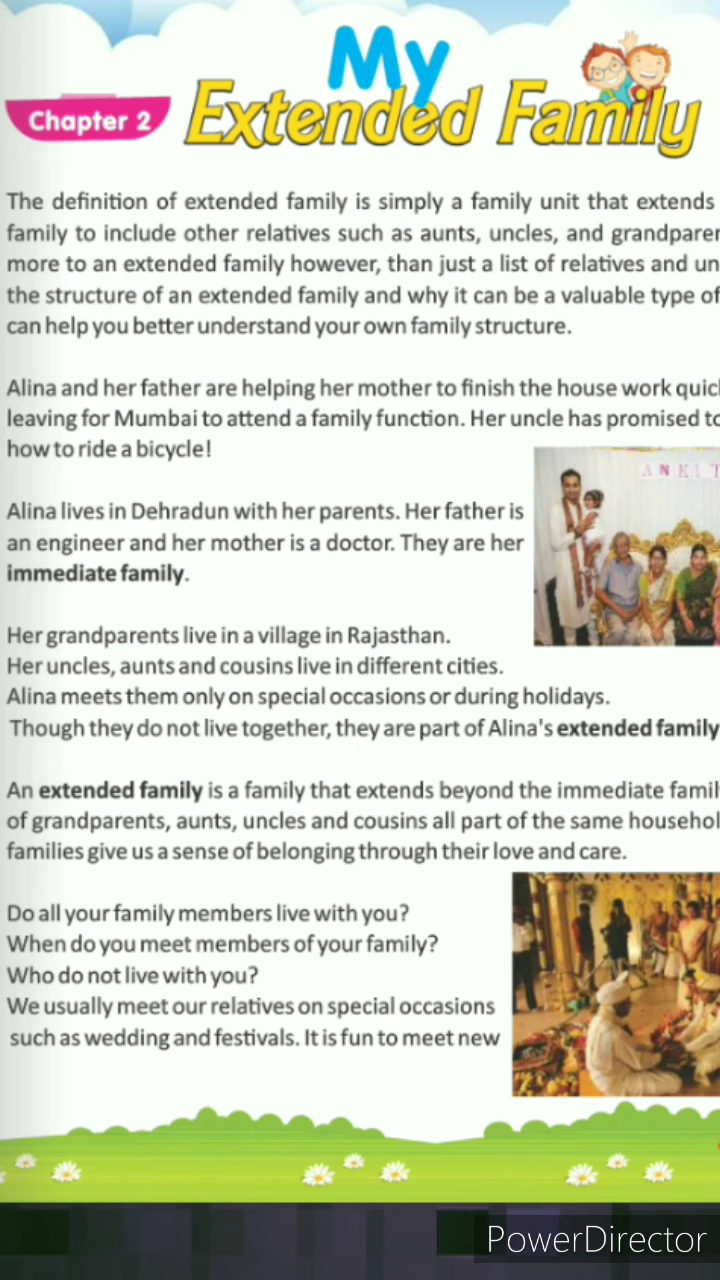 My
Chapter 2
Extended Family
The definition of extended family is simply a family unit that extends
family to include other relatives such as aunts, uncles, and
more to an extended family however, than just a list of relatives and
the structure of an extended family and why it can be a valuable type of
can help you better understand your own family structure.
Alina and her father are helping her mother to finish the house work
leaving for Mumbai to attend a family function. Her uncle has promised
how to ride a bicycle!
Alina lives in Dehradun with her parents. Her father is
an engineer and her mother is a doctor. They are her
immediate family.
Her grandparents live in a village in Rajasthan.
Her uncles, aunts and cousins live in different cities.
Alina meets them only on special occasions or during holidays.
Though they do not live together, they are part of Alina's extended family
An extended family is a family that extends beyond the immediate
of grandparents, aunts, uncles and cousins all part of the same
families give us a sense of belonging through their love and care.
Do all your family members live with you?
When do you meet members of your family?
Who do not live with you?
We usually meet our relatives on special occasions
such as wedding and festivals. It is fun to meet new
PowerDirector